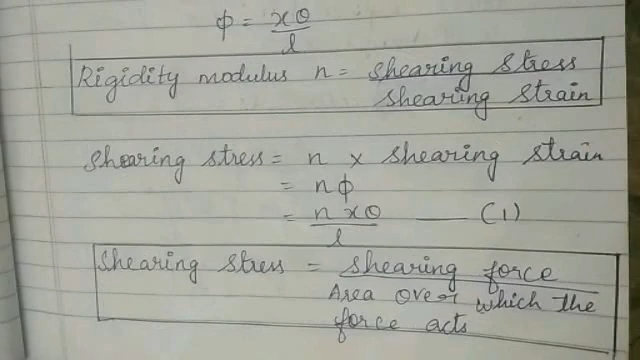 ϕ = xθ/l
Rigidity modulus n = shearing stress / shearing strain
shearing stress = n × shearing strain
= nϕ
= n xθ/l — (1)
Shearing stress = shearing force / Area over which the force acts